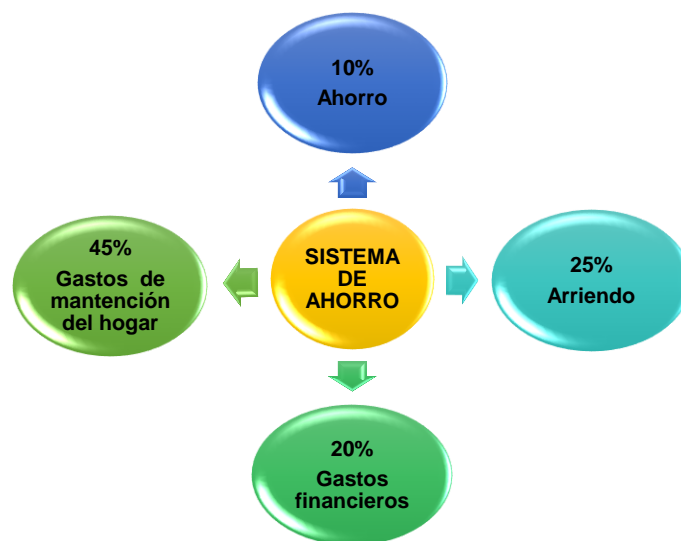 10%
Ahorro
45%
Gastos de
mantención
del hogar
SISTEMA
DE
AHORRO
25%
Arriendo
20%
Gastos
financieros